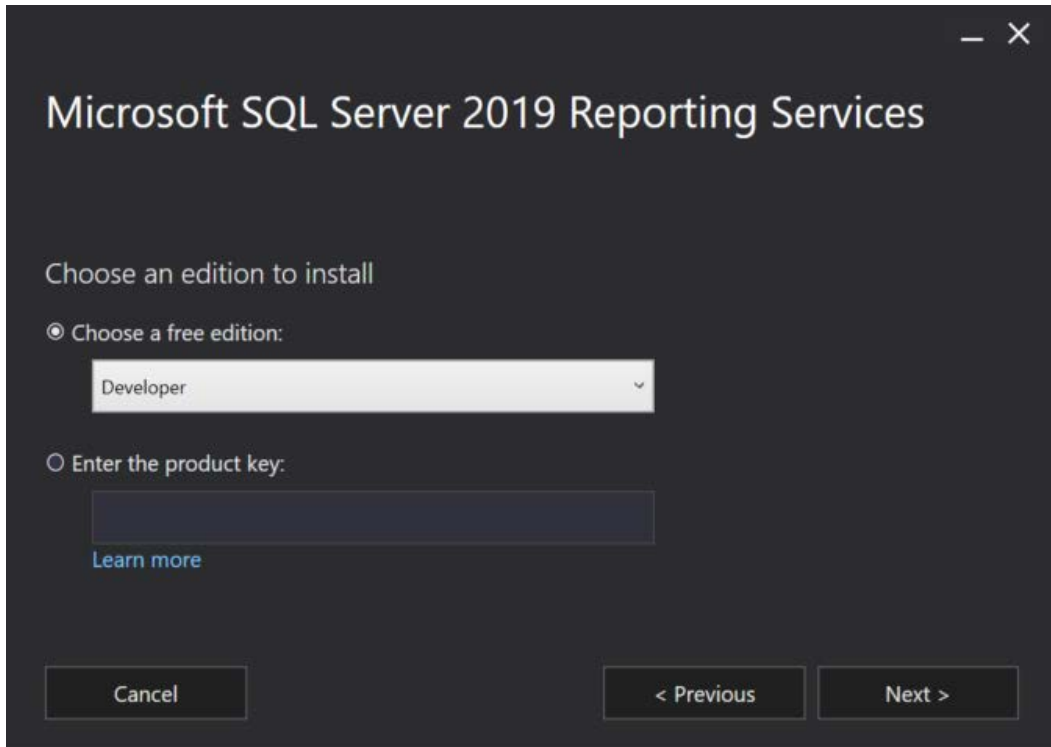 Microsoft SQL Server 2019 Reporting Services
Choose an edition to install
Choose a free edition:
Developer
Enter the product key:
Learn more
Cancel
< Previous
Next >